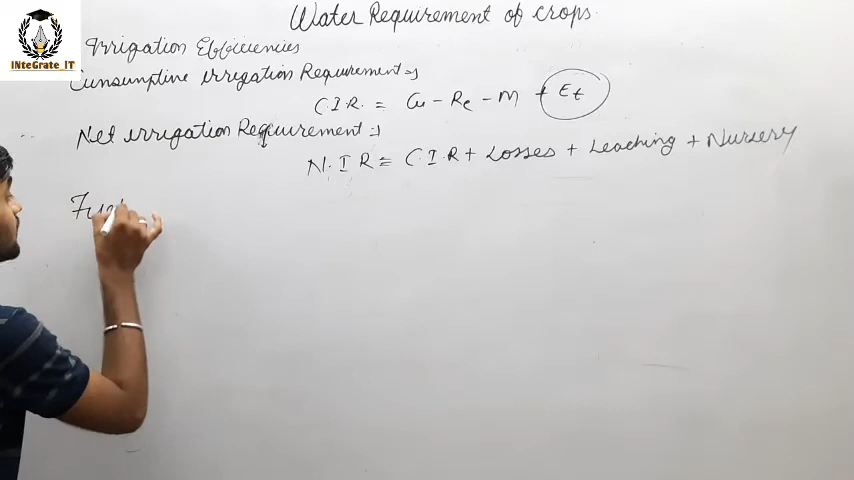 Water Requirement of crops
INteGrate_IT
Irrigation Efficiencies
Consumptive irrigation Requirement ⇒
C.I.R. = Cu - Re - M + Et
Net irrigation Requirement ⇒
N.I.R = C.I.R + Losses + Leaching + Nursery